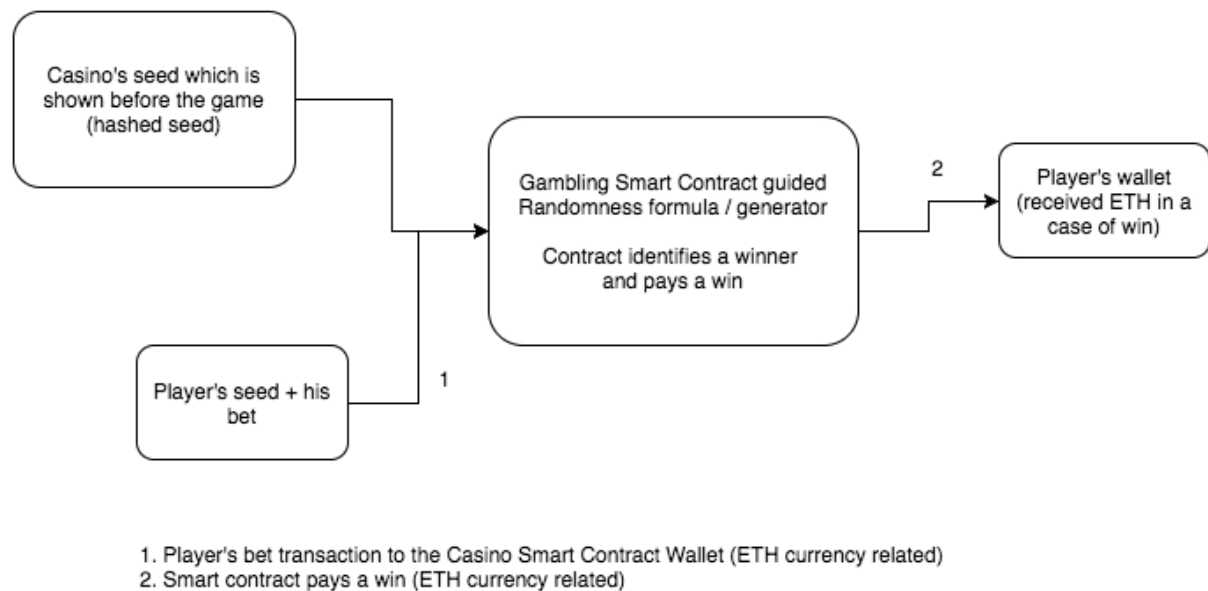 Casino's seed which is
shown before the game
(hashed seed)
Gambling Smart Contract guided
Randomness formula / generator
Contract identifies a winner
and pays a win
2
Player's wallet
(received ETH in a
case of win)
Player's seed + his
bet
1
1. Player's bet transaction to the Casino Smart Contract Wallet (ETH currency related)
2. Smart contract pays a win (ETH currency related)